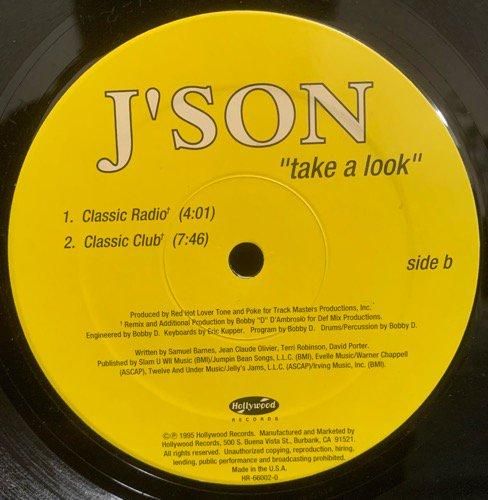 J'SON
"take a look"
1. Classic Radio† (4:01)
2. Classic Club† (7:46)
side b
Produced by Red Hot Lover Tone and Poke for Track Masters Productions, Inc.
† Remix and Additional Production by Bobby "D" D'Ambrosio for Def Mix Productions.
Engineered by Bobby D. Keyboards by Eric Kupper. Program by Bobby D. Drums/Percussion by Bobby D.
Written by Samuel Barnes, Jean Claude Olivier, Terri Robinson, David Porter.
Published by Slam U Wll Music (BMI)/Jumpin Bean Songs, L.L.C. (BMI), Evelle Music/Warner Chappell
(ASCAP), Twelve And Under Music/Jelly's Jams, L.L.C. (ASCAP)/Irving Music, Inc. (BMI).
Hollywood
RECORDS
©℗ 1995 Hollywood Records. Manufactured and Marketed by
Hollywood Records, 500 S. Buena Vista St., Burbank, CA 91521.
All rights reserved. Unauthorized copying, reproduction, hiring,
lending, public performance and broadcasting prohibited.
Made in the U.S.A.
HR-66002-0